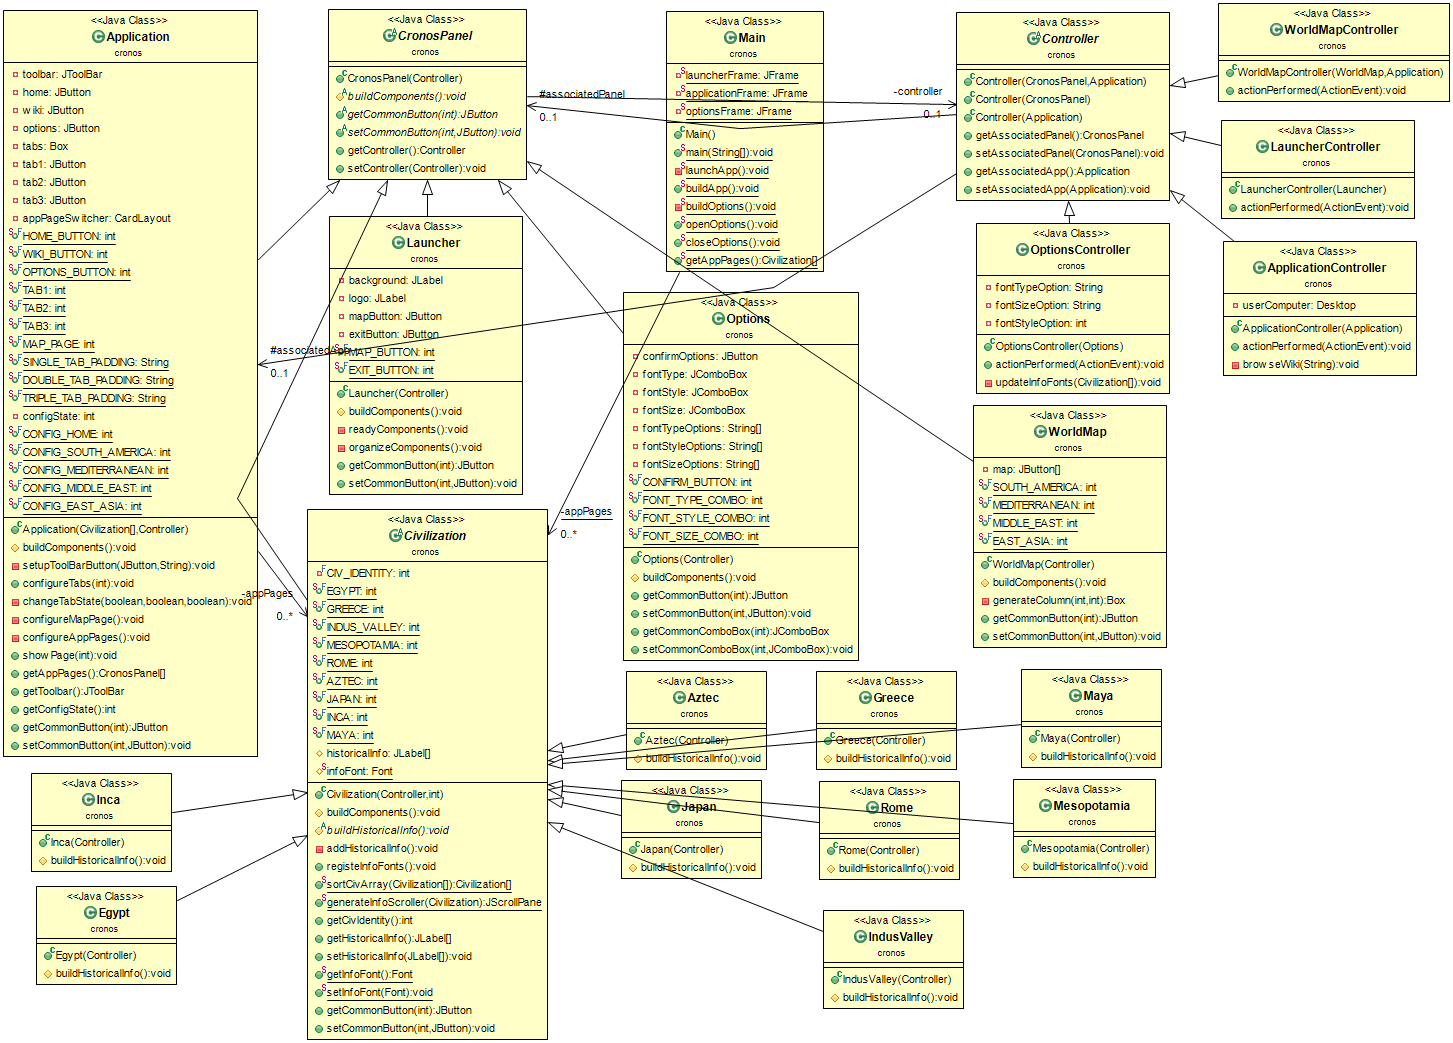 <<Java Class>>
Application
cronos
toolbar: JToolBar
home: JButton
wiki: JButton
options: JButton
tabs: Box
tab1: JButton
tab2: JButton
tab3: JButton
appPageSwitcher: CardLayout
HOME_BUTTON: int
WIKI_BUTTON: int
OPTIONS_BUTTON: int
TAB1: int
TAB2: int
TAB3: int
MAP_PAGE: int
SINGLE_TAB_PADDING: String
DOUBLE_TAB_PADDING: String
TRIPLE_TAB_PADDING: String
configState: int
CONFIG_HOME: int
CONFIG_SOUTH_AMERICA: int
CONFIG_MEDITERRANEAN: int
CONFIG_MIDDLE_EAST: int
CONFIG_EAST_ASIA: int
Application(Civilization[],Controller)
buildComponents():void
setupToolBarButton(JButton,String):void
configureTabs(int):void
changeTabState(boolean,boolean,boolean):void
configureMapPage():void
configureAppPages():void
showPage(int):void
getAppPages():CronosPanel[]
getToolbar():JToolBar
getConfigState():int
getCommonButton(int):JButton
setCommonButton(int,JButton):void
<<Java Class>>
CronosPanel
cronos
CronosPanel(Controller)
buildComponents():void
getCommonButton(int):JButton
setCommonButton(int,JButton):void
getController():Controller
setController(Controller):void
#associatedPanel
0..1
-controller
0..1
<<Java Class>>
Main
cronos
launcherFrame: JFrame
applicationFrame: JFrame
optionsFrame: JFrame
Main()
main(String[]):void
launchApp():void
buildApp():void
buildOptions():void
openOptions():void
closeOptions():void
getAppPages():Civilization[]
<<Java Class>>
Controller
cronos
Controller(CronosPanel,Application)
Controller(CronosPanel)
Controller(Application)
getAssociatedPanel():CronosPanel
setAssociatedPanel(CronosPanel):void
getAssociatedApp():Application
setAssociatedApp(Application):void
<<Java Class>>
WorldMapController
cronos
WorldMapController(WorldMap,Application)
actionPerformed(ActionEvent):void
<<Java Class>>
LauncherController
cronos
LauncherController(Launcher)
actionPerformed(ActionEvent):void
<<Java Class>>
Launcher
cronos
background: JLabel
logo: JLabel
mapButton: JButton
exitButton: JButton
MAP_BUTTON: int
EXIT_BUTTON: int
Launcher(Controller)
buildComponents():void
readyComponents():void
organizeComponents():void
getCommonButton(int):JButton
setCommonButton(int,JButton):void
#associatedApp
0..1
<<Java Class>>
OptionsController
cronos
fontTypeOption: String
fontSizeOption: String
fontStyleOption: int
OptionsController(Options)
actionPerformed(ActionEvent):void
updateInfoFonts(Civilization[]):void
<<Java Class>>
ApplicationController
cronos
userComputer: Desktop
ApplicationController(Application)
actionPerformed(ActionEvent):void
browseWiki(String):void
<<Java Class>>
Options
cronos
confirmOptions: JButton
fontType: JComboBox
fontStyle: JComboBox
fontSize: JComboBox
fontTypeOptions: String[]
fontStyleOptions: String[]
fontSizeOptions: String[]
CONFIRM_BUTTON: int
FONT_TYPE_COMBO: int
FONT_STYLE_COMBO: int
FONT_SIZE_COMBO: int
Options(Controller)
buildComponents():void
getCommonButton(int):JButton
setCommonButton(int,JButton):void
getCommonComboBox(int):JComboBox
setCommonComboBox(int,JComboBox):void
<<Java Class>>
WorldMap
cronos
map: JButton[]
SOUTH_AMERICA: int
MEDITERRANEAN: int
MIDDLE_EAST: int
EAST_ASIA: int
WorldMap(Controller)
buildComponents():void
generateColumn(int,int):Box
getCommonButton(int):JButton
setCommonButton(int,JButton):void
-appPages
0..*
-appPages
0..*
<<Java Class>>
Civilization
cronos
CIV_IDENTITY: int
EGYPT: int
GREECE: int
INDUS_VALLEY: int
MESOPOTAMIA: int
ROME: int
AZTEC: int
JAPAN: int
INCA: int
MAYA: int
historicalInfo: JLabel[]
infoFont: Font
Civilization(Controller,int)
buildComponents():void
buildHistoricalInfo():void
addHistoricalInfo():void
registeInfoFonts():void
sortCivArray(Civilization[]):Civilization[]
generateInfoScroller(Civilization):JScrollPane
getCivIdentity():int
getHistoricalInfo():JLabel[]
setHistoricalInfo(JLabel[]):void
getInfoFont():Font
setInfoFont(Font):void
getCommonButton(int):JButton
setCommonButton(int,JButton):void
<<Java Class>>
Aztec
cronos
Aztec(Controller)
buildHistoricalInfo():void
<<Java Class>>
Greece
cronos
Greece(Controller)
buildHistoricalInfo():void
<<Java Class>>
Maya
cronos
Maya(Controller)
buildHistoricalInfo():void
<<Java Class>>
Inca
cronos
Inca(Controller)
buildHistoricalInfo():void
<<Java Class>>
Japan
cronos
Japan(Controller)
buildHistoricalInfo():void
<<Java Class>>
Rome
cronos
Rome(Controller)
buildHistoricalInfo():void
<<Java Class>>
Mesopotamia
cronos
Mesopotamia(Controller)
buildHistoricalInfo():void
<<Java Class>>
Egypt
cronos
Egypt(Controller)
buildHistoricalInfo():void
<<Java Class>>
IndusValley
cronos
IndusValley(Controller)
buildHistoricalInfo():void